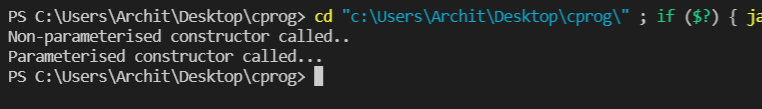 PS C:\Users\Archit\Desktop\cprog> cd "c:\Users\Archit\Desktop\cprog\" ; if ($?) { ja
Non-parameterised constructor called..
Parameterised constructor called...
PS C:\Users\Archit\Desktop\cprog>